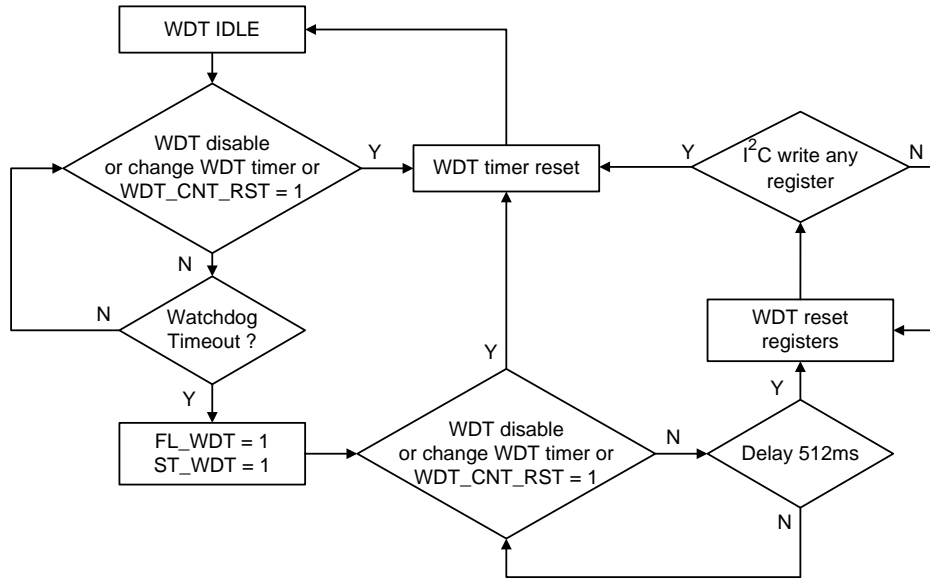 WDT IDLE
WDT disable
or change WDT timer or
WDT_CNT_RST = 1
Y
N
WDT timer reset
Y
I²C write any
register
N
Watchdog
Timeout ?
N
Y
WDT reset
registers
FL_WDT = 1
ST_WDT = 1
Y
WDT disable
or change WDT timer or
WDT_CNT_RST = 1
N
Y
Delay 512ms
N